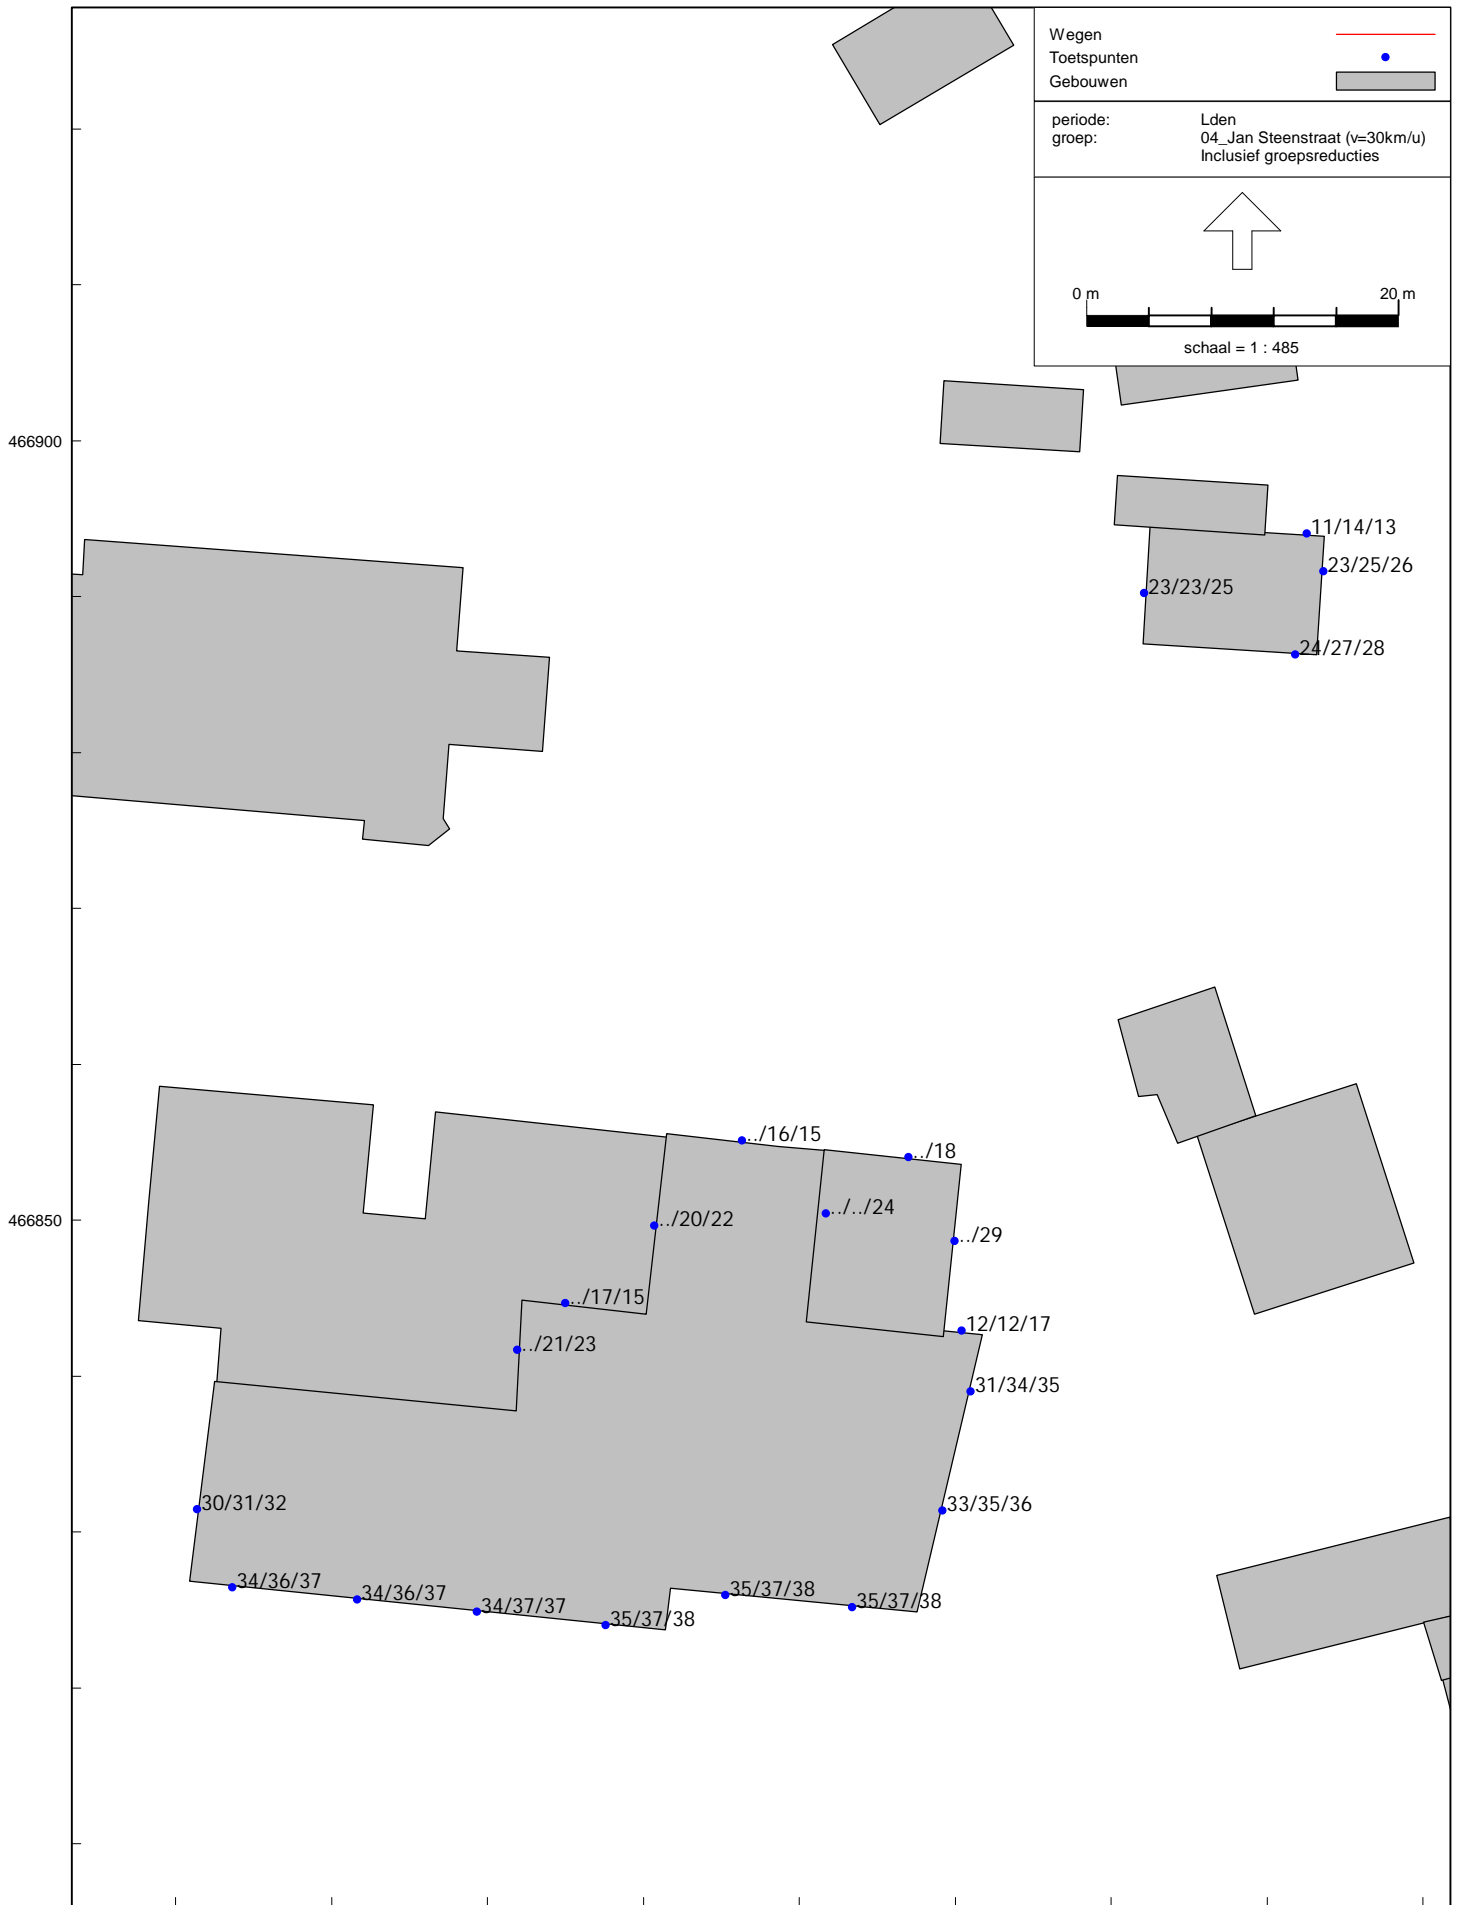 Wegen
Toetspunten
Gebouwen
periode: Lden
groep: 04_Jan Steenstraat (v=30km/u)
Inclusief groepsreducties
0 m 20 m
schaal = 1 : 485
466900
11/14/13
23/25/26
23/23/25
24/27/28
../16/15
../18
466850
../../24
../20/22
../29
../17/15
12/12/17
../21/23
31/34/35
30/31/32
33/35/36
34/36/37
34/36/37
35/37/38
35/37/38
34/37/37
35/37/38